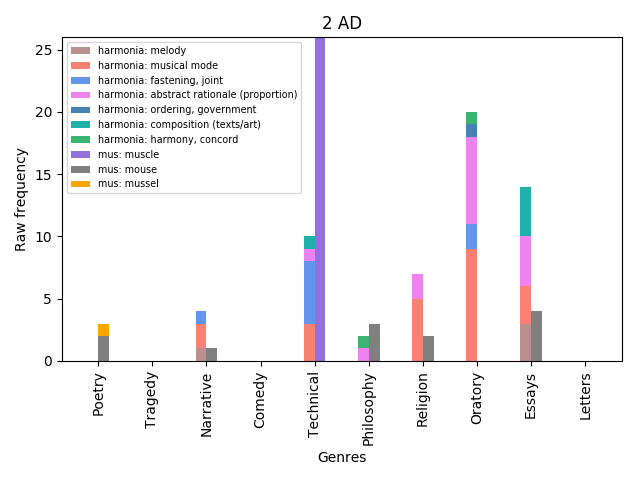 2 AD
harmonia: melody
harmonia: musical mode
harmonia: fastening, joint
harmonia: abstract rationale (proportion)
harmonia: ordering, government
harmonia: composition (texts/art)
harmonia: harmony, concord
mus: muscle
mus: mouse
mus: mussel
Raw frequency
25
20
15
10
5
0
Poetry
Tragedy
Narrative
Comedy
Technical
Philosophy
Religion
Oratory
Essays
Letters
Genres